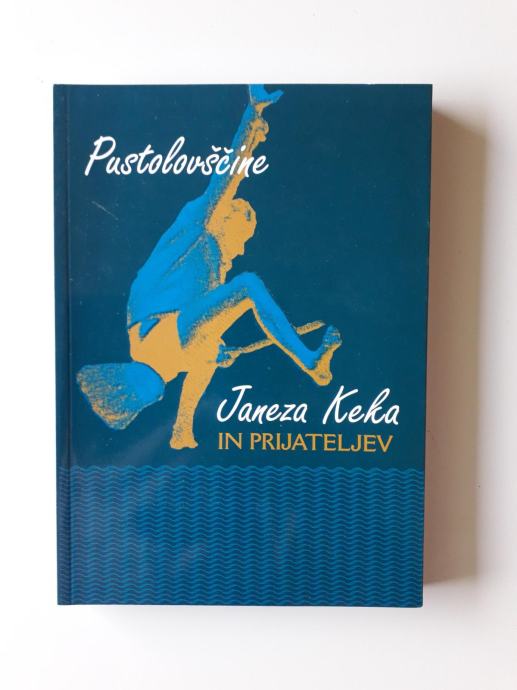 Pustolovščine
Janeza Keka
IN PRIJATELJEV